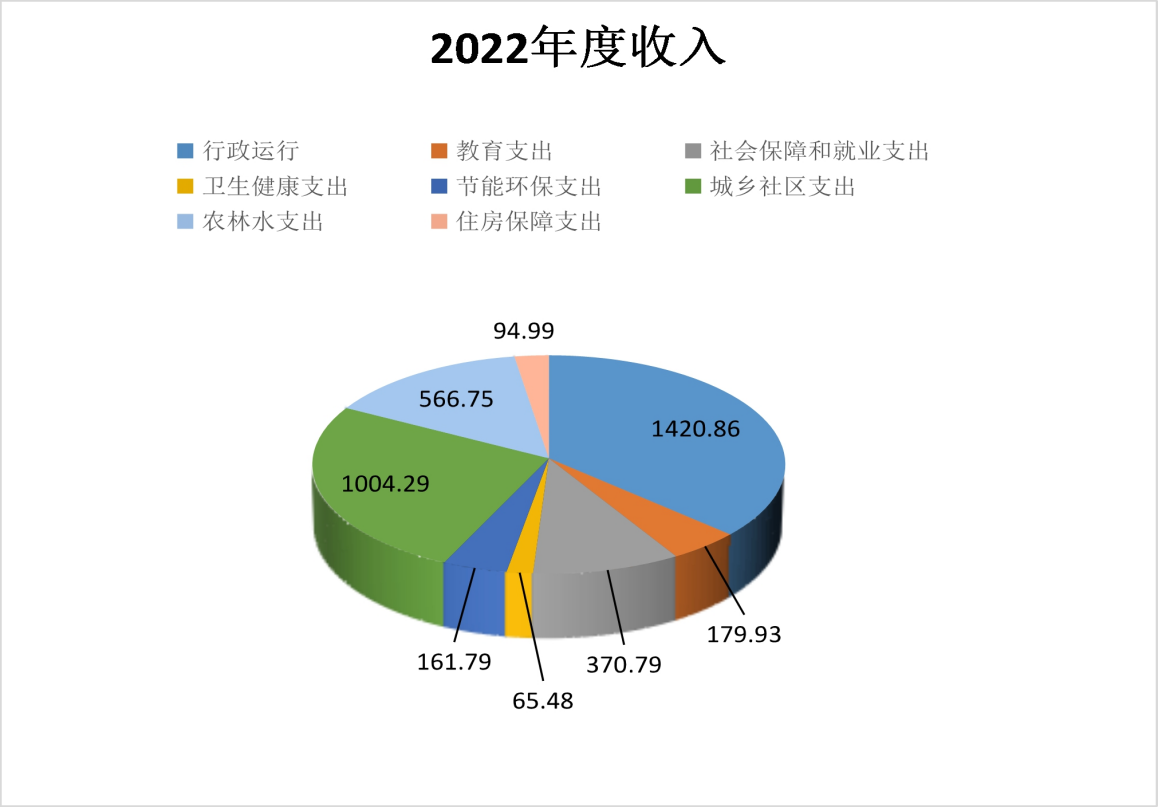 2022年度收入
行政运行 教育支出 社会保障和就业支出
卫生健康支出 节能环保支出 城乡社区支出
农林水支出 住房保障支出
94.99
566.75
1420.86
1004.29
179.93
161.79
370.79
65.48